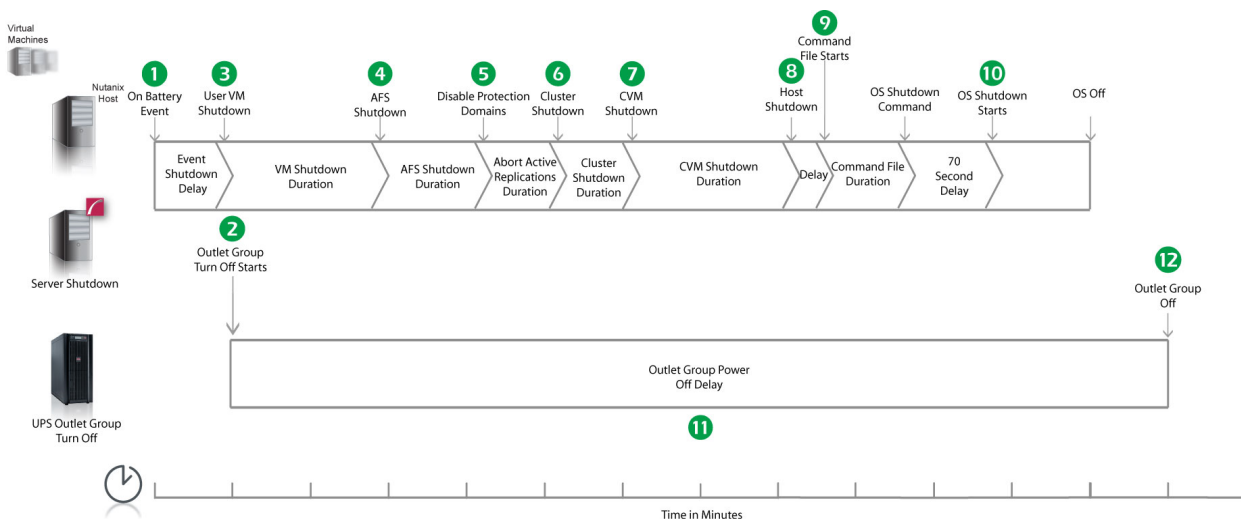 Virtual
Machines
Nutanix
Host
1
On Battery
Event
3
User VM
Shutdown
4
AFS
Shutdown
5
Disable Protection
Domains
6
Cluster
Shutdown
7
CVM
Shutdown
8
Host
Shutdown
9
Command
File Starts
OS Shutdown
Command
10
OS Shutdown
Starts
OS Off
Event
Shutdown
Delay
VM Shutdown
Duration
AFS Shutdown
Duration
Abort Active
Replications
Duration
Cluster
Shutdown
Duration
CVM Shutdown
Duration
Delay
Command File
Duration
70
Second
Delay
Server Shutdown
2
Outlet Group
Turn Off Starts
12
Outlet Group
Off
Outlet Group Power
Off Delay
11
UPS Outlet Group
Turn Off
Time in Minutes